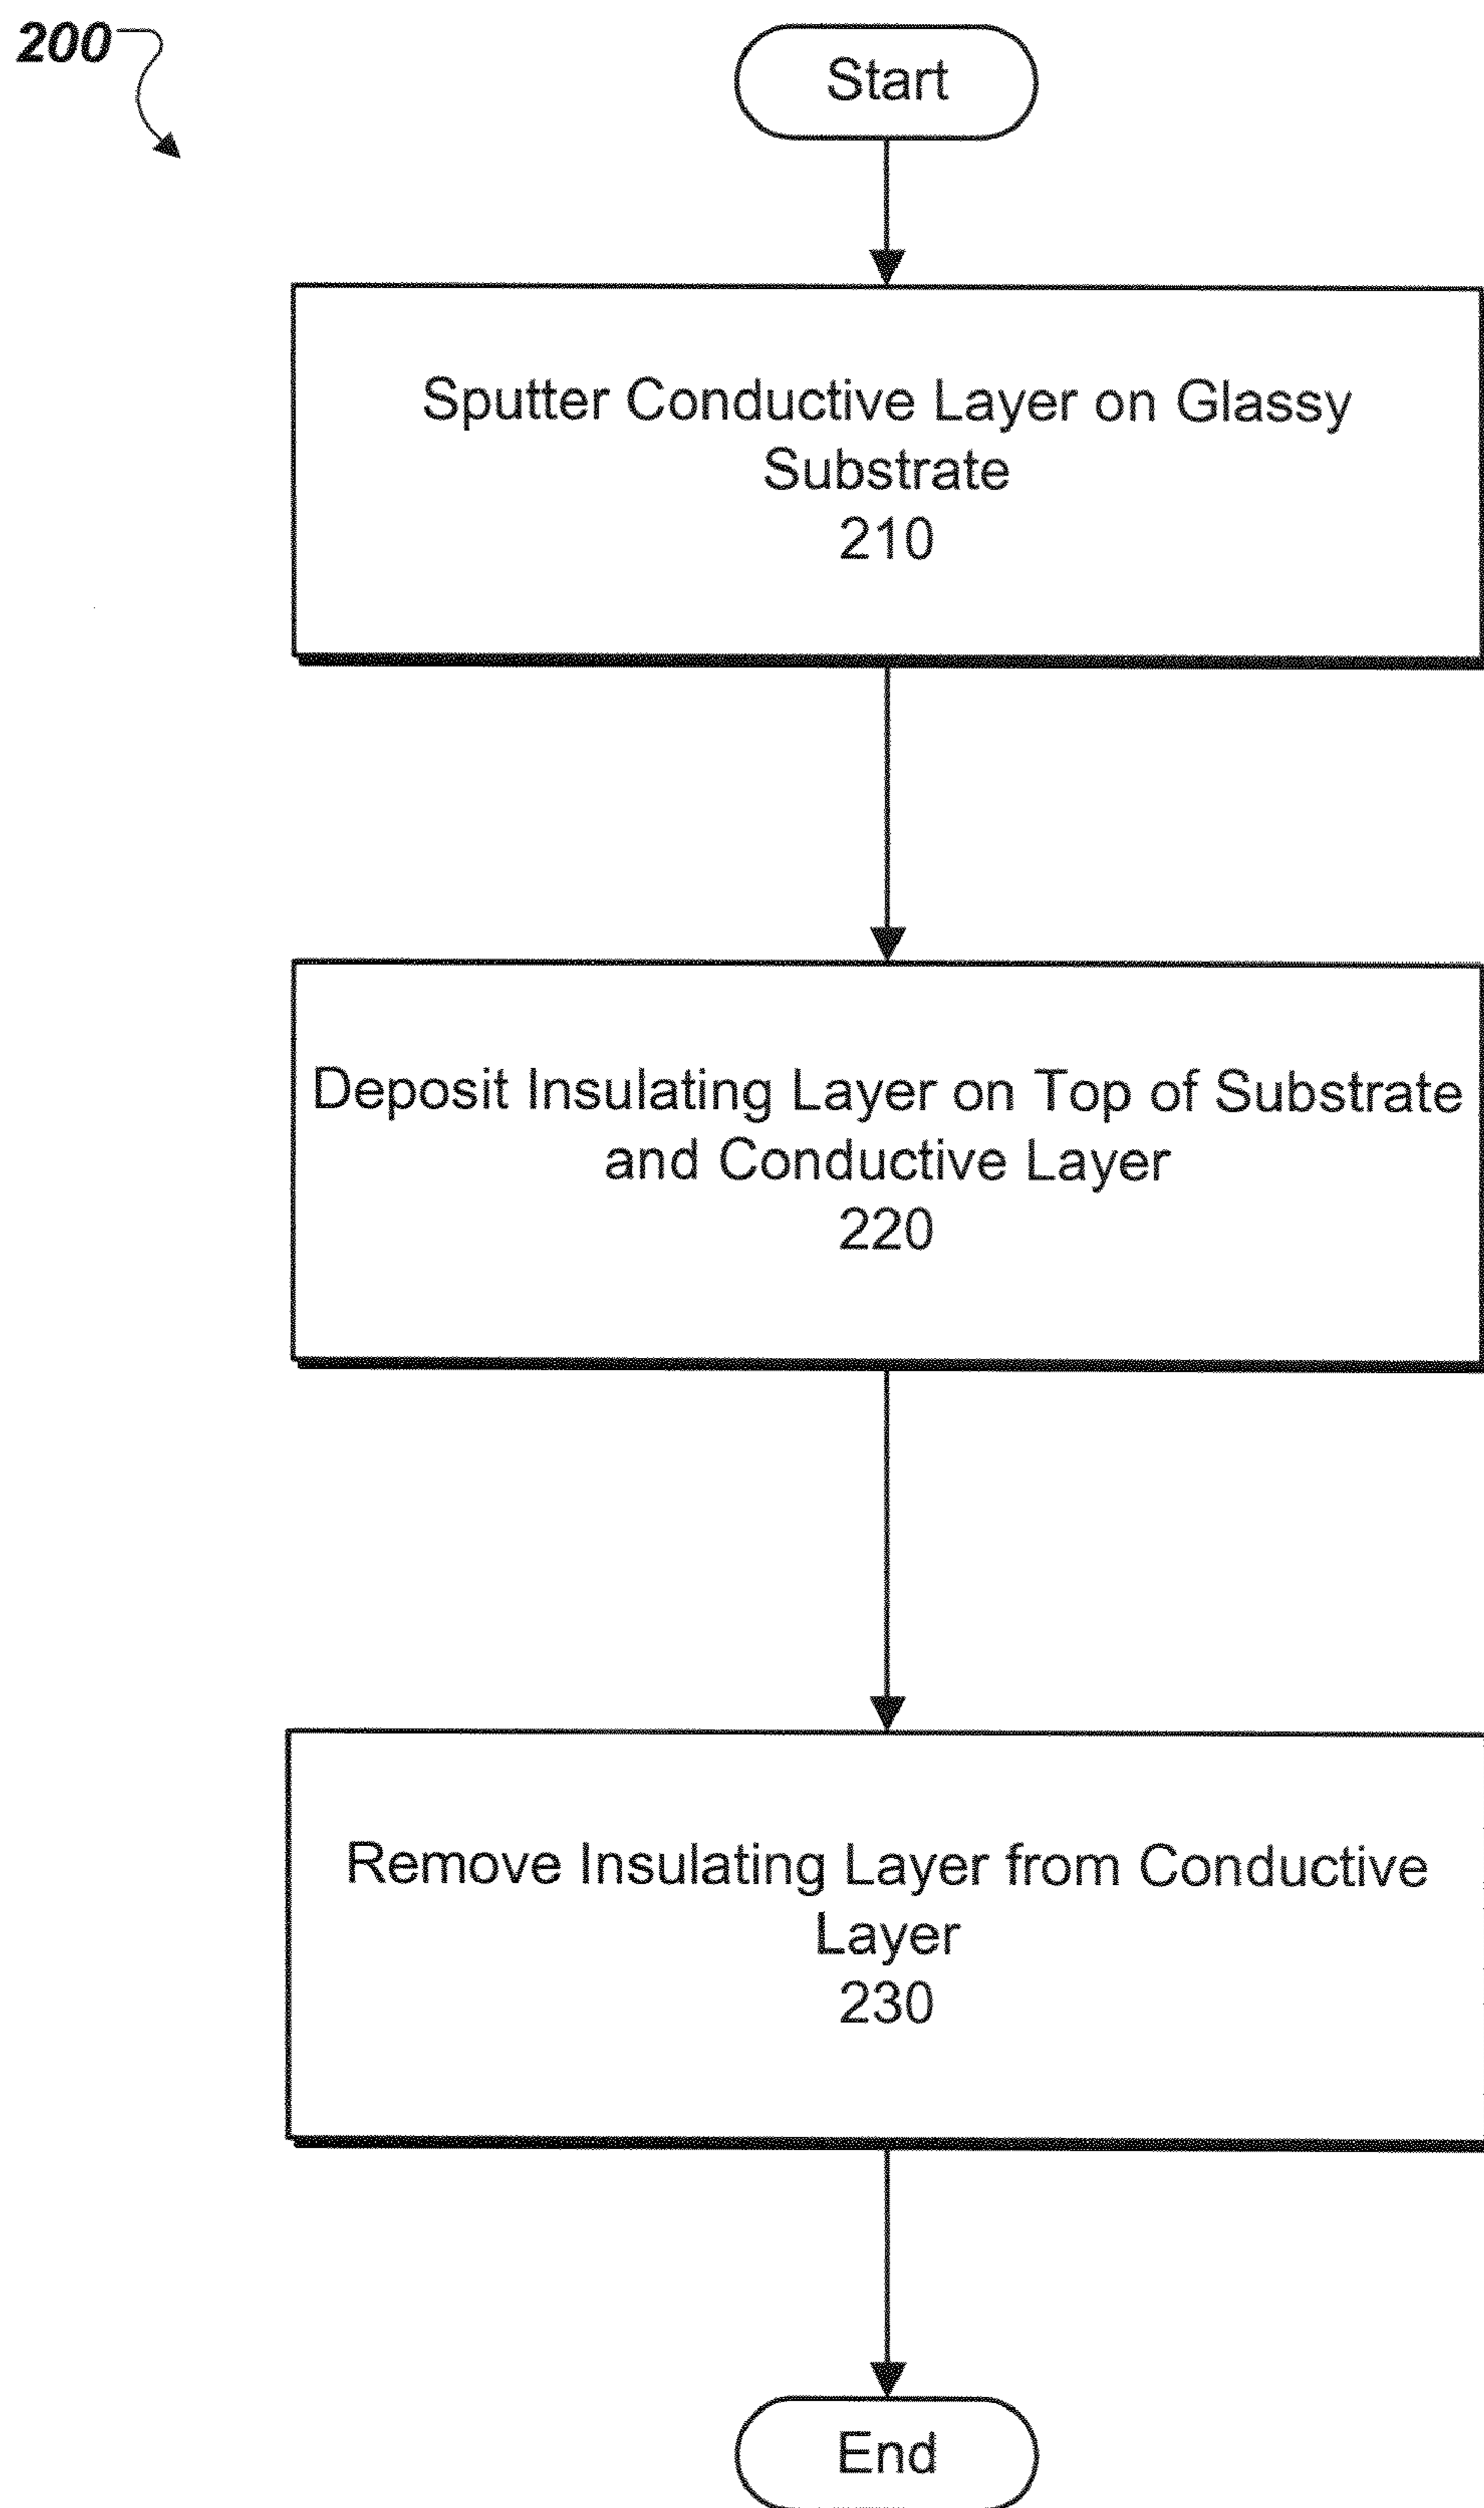 200
Start
Sputter Conductive Layer on Glassy
Substrate
210
Deposit Insulating Layer on Top of Substrate
and Conductive Layer
220
Remove Insulating Layer from Conductive
Layer
230
End